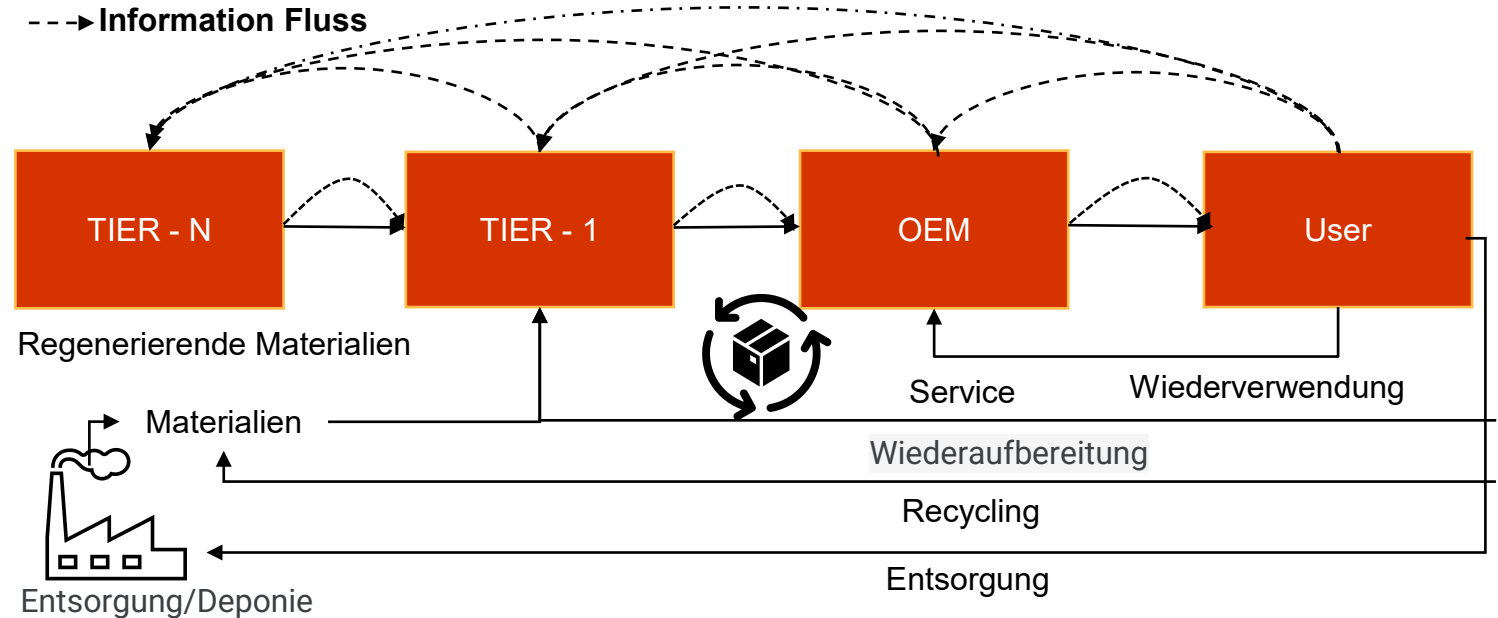 Information Fluss
TIER - N
TIER - 1
OEM
User
Regenerierende Materialien
Service
Wiederverwendung
Materialien
Wiederaufbereitung
Recycling
Entsorgung
Entsorgung/Deponie